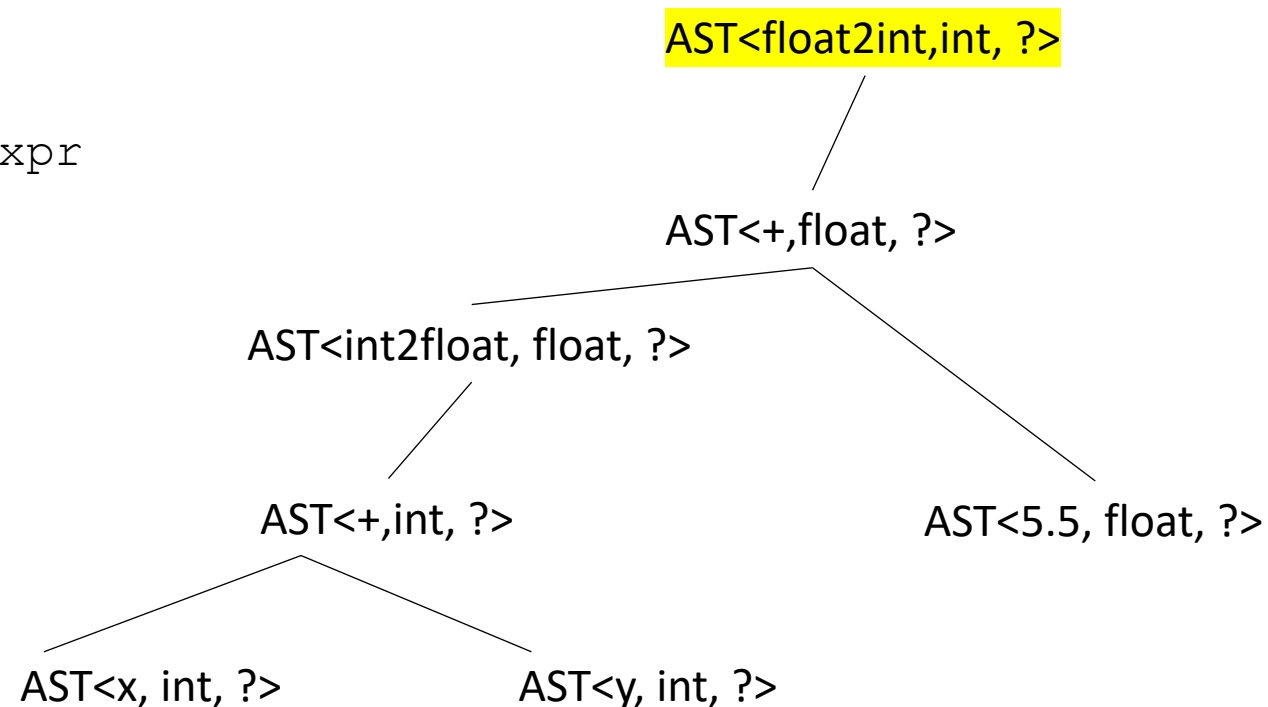 AST<float2int,int, ?>
xpr
AST<+,float, ?>
AST<int2float, float, ?>
AST<+,int, ?>
AST<5.5, float, ?>
AST<x, int, ?>
AST<y, int, ?>